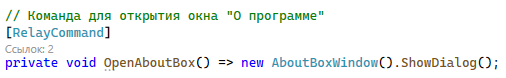 // Команда для открытия окна "О программе"
[RelayCommand]
Ссылок: 2
private void OpenAboutBox() => new AboutBoxWindow().ShowDialog();